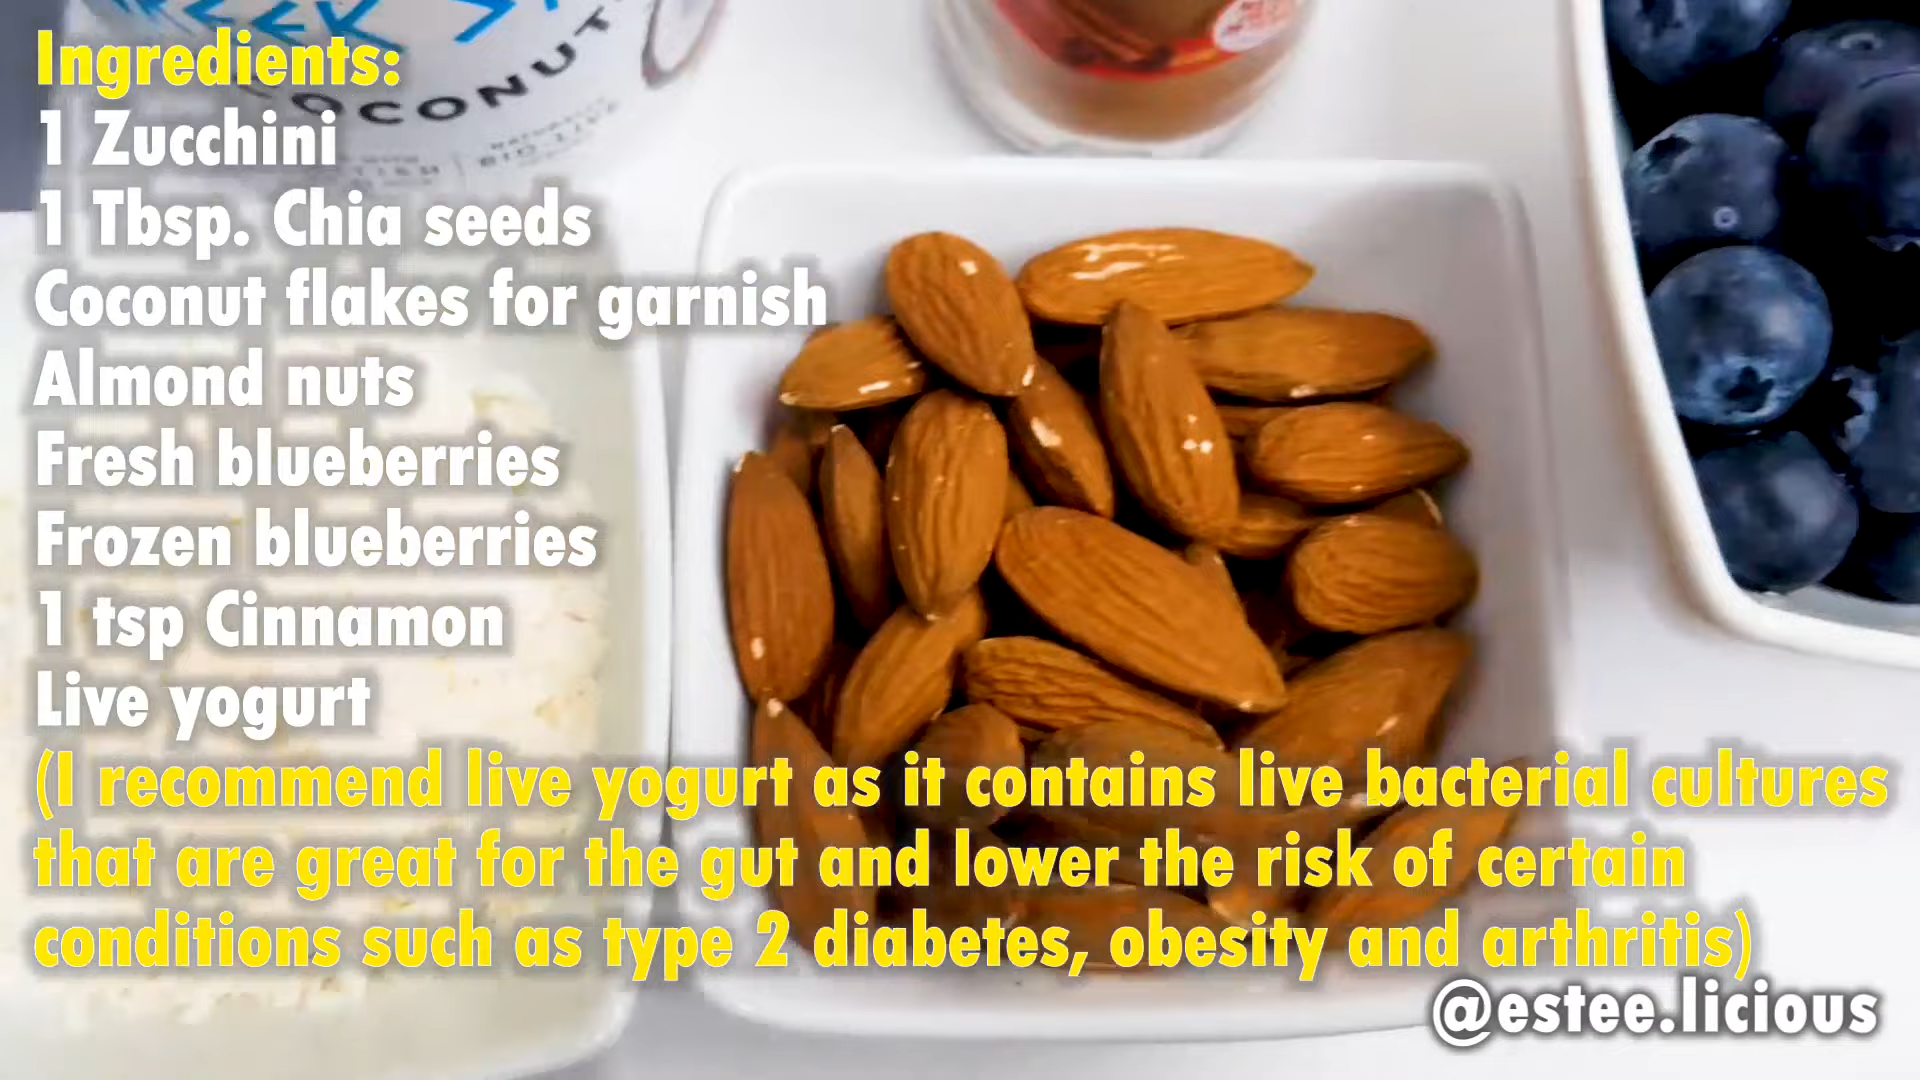 Ingredients:
1 Zucchini
1 Tbsp. Chia seeds
Coconut flakes for garnish
Almond nuts
Fresh blueberries
Frozen blueberries
1 tsp Cinnamon
Live yogurt
(I recommend live yogurt as it contains live bacterial cultures
that are great for the gut and lower the risk of certain
conditions such as type 2 diabetes, obesity and arthritis)
@estee.licious
COCONUT